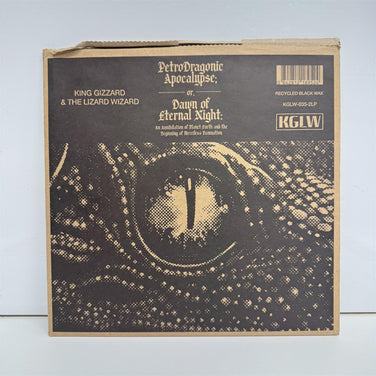 KING GIZZARD
& THE LIZARD WIZARD
PetroDragonic
Apocalypse;
or,
Dawn of
Eternal Night:
An Annihilation of Planet Earth and the
Beginning of Merciless Damnation
RECYCLED BLACK WAX
KGLW-035-2LP
KGLW